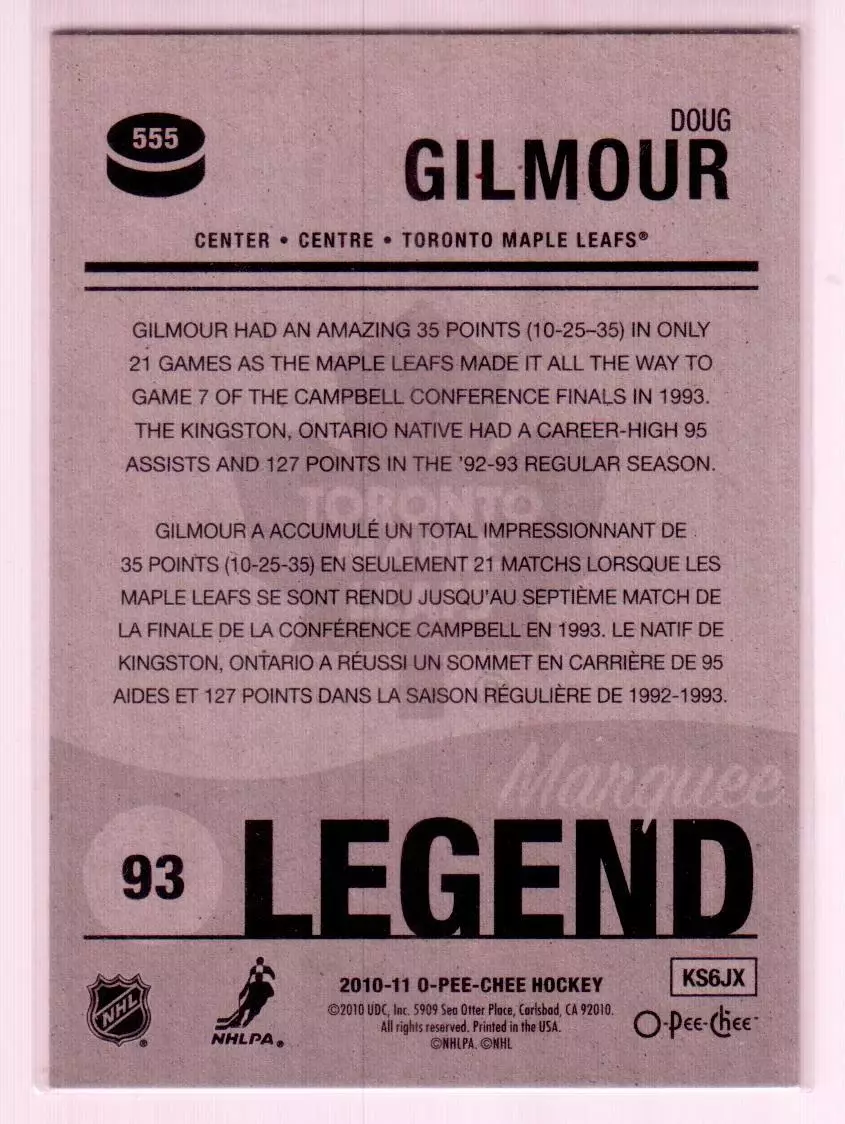 555
DOUG
GILMOUR
CENTER • CENTRE • TORONTO MAPLE LEAFS®
GILMOUR HAD AN AMAZING 35 POINTS (10-25–35) IN ONLY
21 GAMES AS THE MAPLE LEAFS MADE IT ALL THE WAY TO
GAME 7 OF THE CAMPBELL CONFERENCE FINALS IN 1993.
THE KINGSTON, ONTARIO NATIVE HAD A CAREER-HIGH 95
ASSISTS AND 127 POINTS IN THE '92-93 REGULAR SEASON.
TORONTO
GILMOUR A ACCUMULÉ UN TOTAL IMPRESSIONNANT DE
35 POINTS (10-25-35) EN SEULEMENT 21 MATCHS LORSQUE LES
MAPLE LEAFS SE SONT RENDU JUSQU'AU SEPTIÈME MATCH DE
LA FINALE DE LA CONFÉRENCE CAMPBELL EN 1993. LE NATIF DE
KINGSTON, ONTARIO A RÉUSSI UN SOMMET EN CARRIÈRE DE 95
AIDES ET 127 POINTS DANS LA SAISON RÉGULIÈRE DE 1992-1993.
Marquee
LEGEND
93
NHL
NHLPA®
2010-11 O-PEE-CHEE HOCKEY
©2010 UDC, Inc. 5909 Sea Otter Place, Carlsbad, CA 92010.
All rights reserved. Printed in the USA.
©NHLPA. ©NHL
KS6JX
O-Pee-Chee